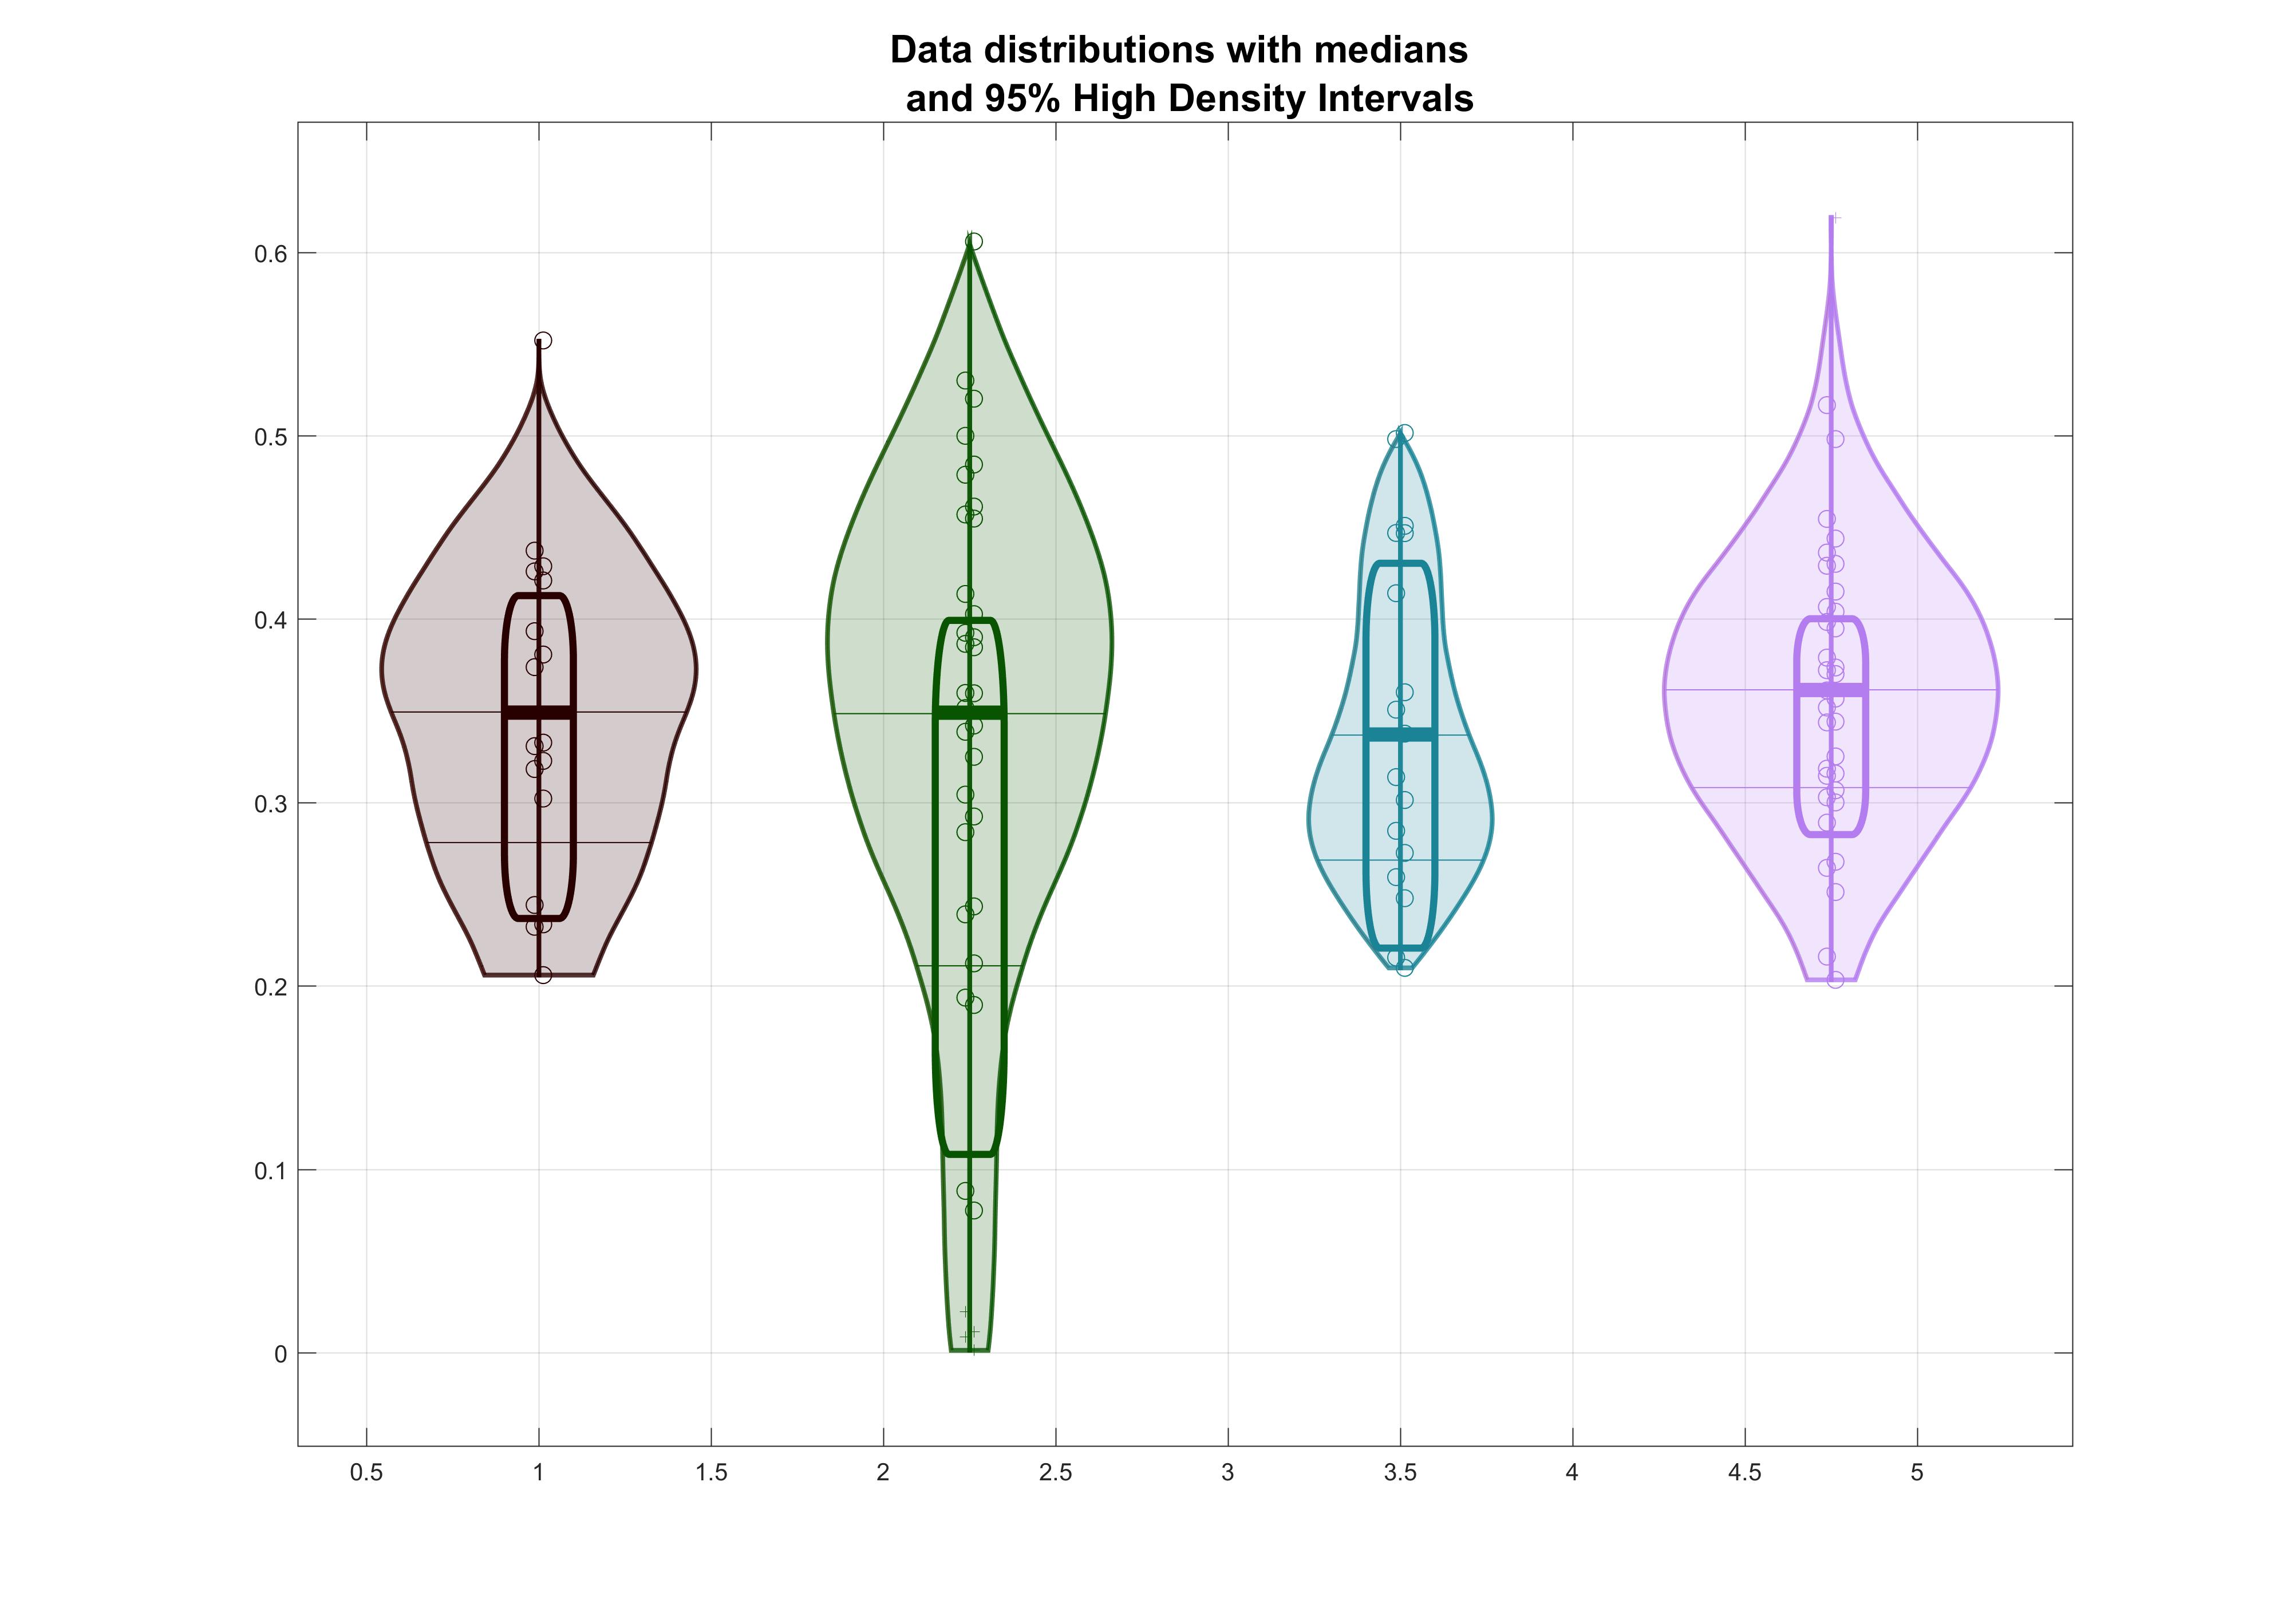 Data distributions with medians
and 95% High Density Intervals
0.6
0.5
0.4
0.3
0.2
0.1
0
0.5 1 1.5 2 2.5 3 3.5 4 4.5 5